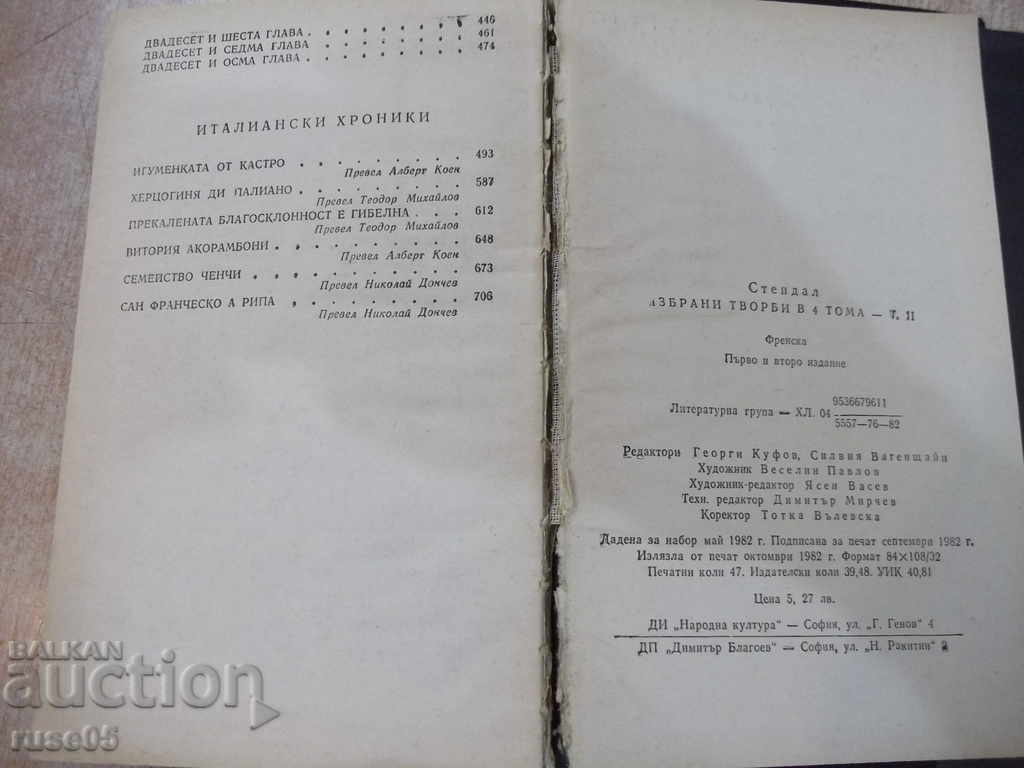 446
ДВАДЕСЕТ И ШЕСТА ГЛАВА . . . . . . . . 461
ДВАДЕСЕТ И СЕДМА ГЛАВА . . . . . . . . 474
ДВАДЕСЕТ И ОСМА ГЛАВА . . . . . . . .
ИТАЛИАНСКИ ХРОНИКИ
ИГУМЕНКАТА ОТ КАСТРО . . . . . . . . 493
Превел Алберт Коен
ХЕРЦОГИНЯ ДИ ПАЛИАНО . . . . . . . . 587
Превел Теодор Михайлов
ПРЕКАЛЕНАТА БЛАГОСКЛОННОСТ Е ГИБЕЛНА . . . 612
Превел Теодор Михайлов
ВИТОРИЯ АКОРАМБОНИ . . . . . . . . 648
Превел Алберт Коен
СЕМЕЙСТВО ЧЕНЧИ . . . . . . . . . 673
Превел Николай Дончев
САН ФРАНЧЕСКО А РИПА . . . . . . . 706
Превел Николай Дончев
Стендал
ИЗБРАНИ ТВОРБИ В 4 ТОМА — Т. II
Френска
Първо и второ издание
Литературна група — ХЛ. 04 9536679611
5557—76—82
Редактори Георги Куфов, Силвия Вагенщайн
Художник Веселин Павлов
Художник-редактор Ясен Васев
Техн. редактор Димитър Мирчев
Коректор Тотка Вълевска
Дадена за набор май 1982 г. Подписана за печат септември 1982 г.
Излязла от печат октомври 1982 г. Формат 84×108/32
Печатни коли 47. Издателски коли 39,48. УИК 40,81
Цена 5, 27 лв.
ДИ „Народна култура“ — София, ул. „Г. Генов“ 4
ДП „Димитър Благоев“ — София, ул. „Н. Ракитин“ 2
BALKAN
auction
ruse05